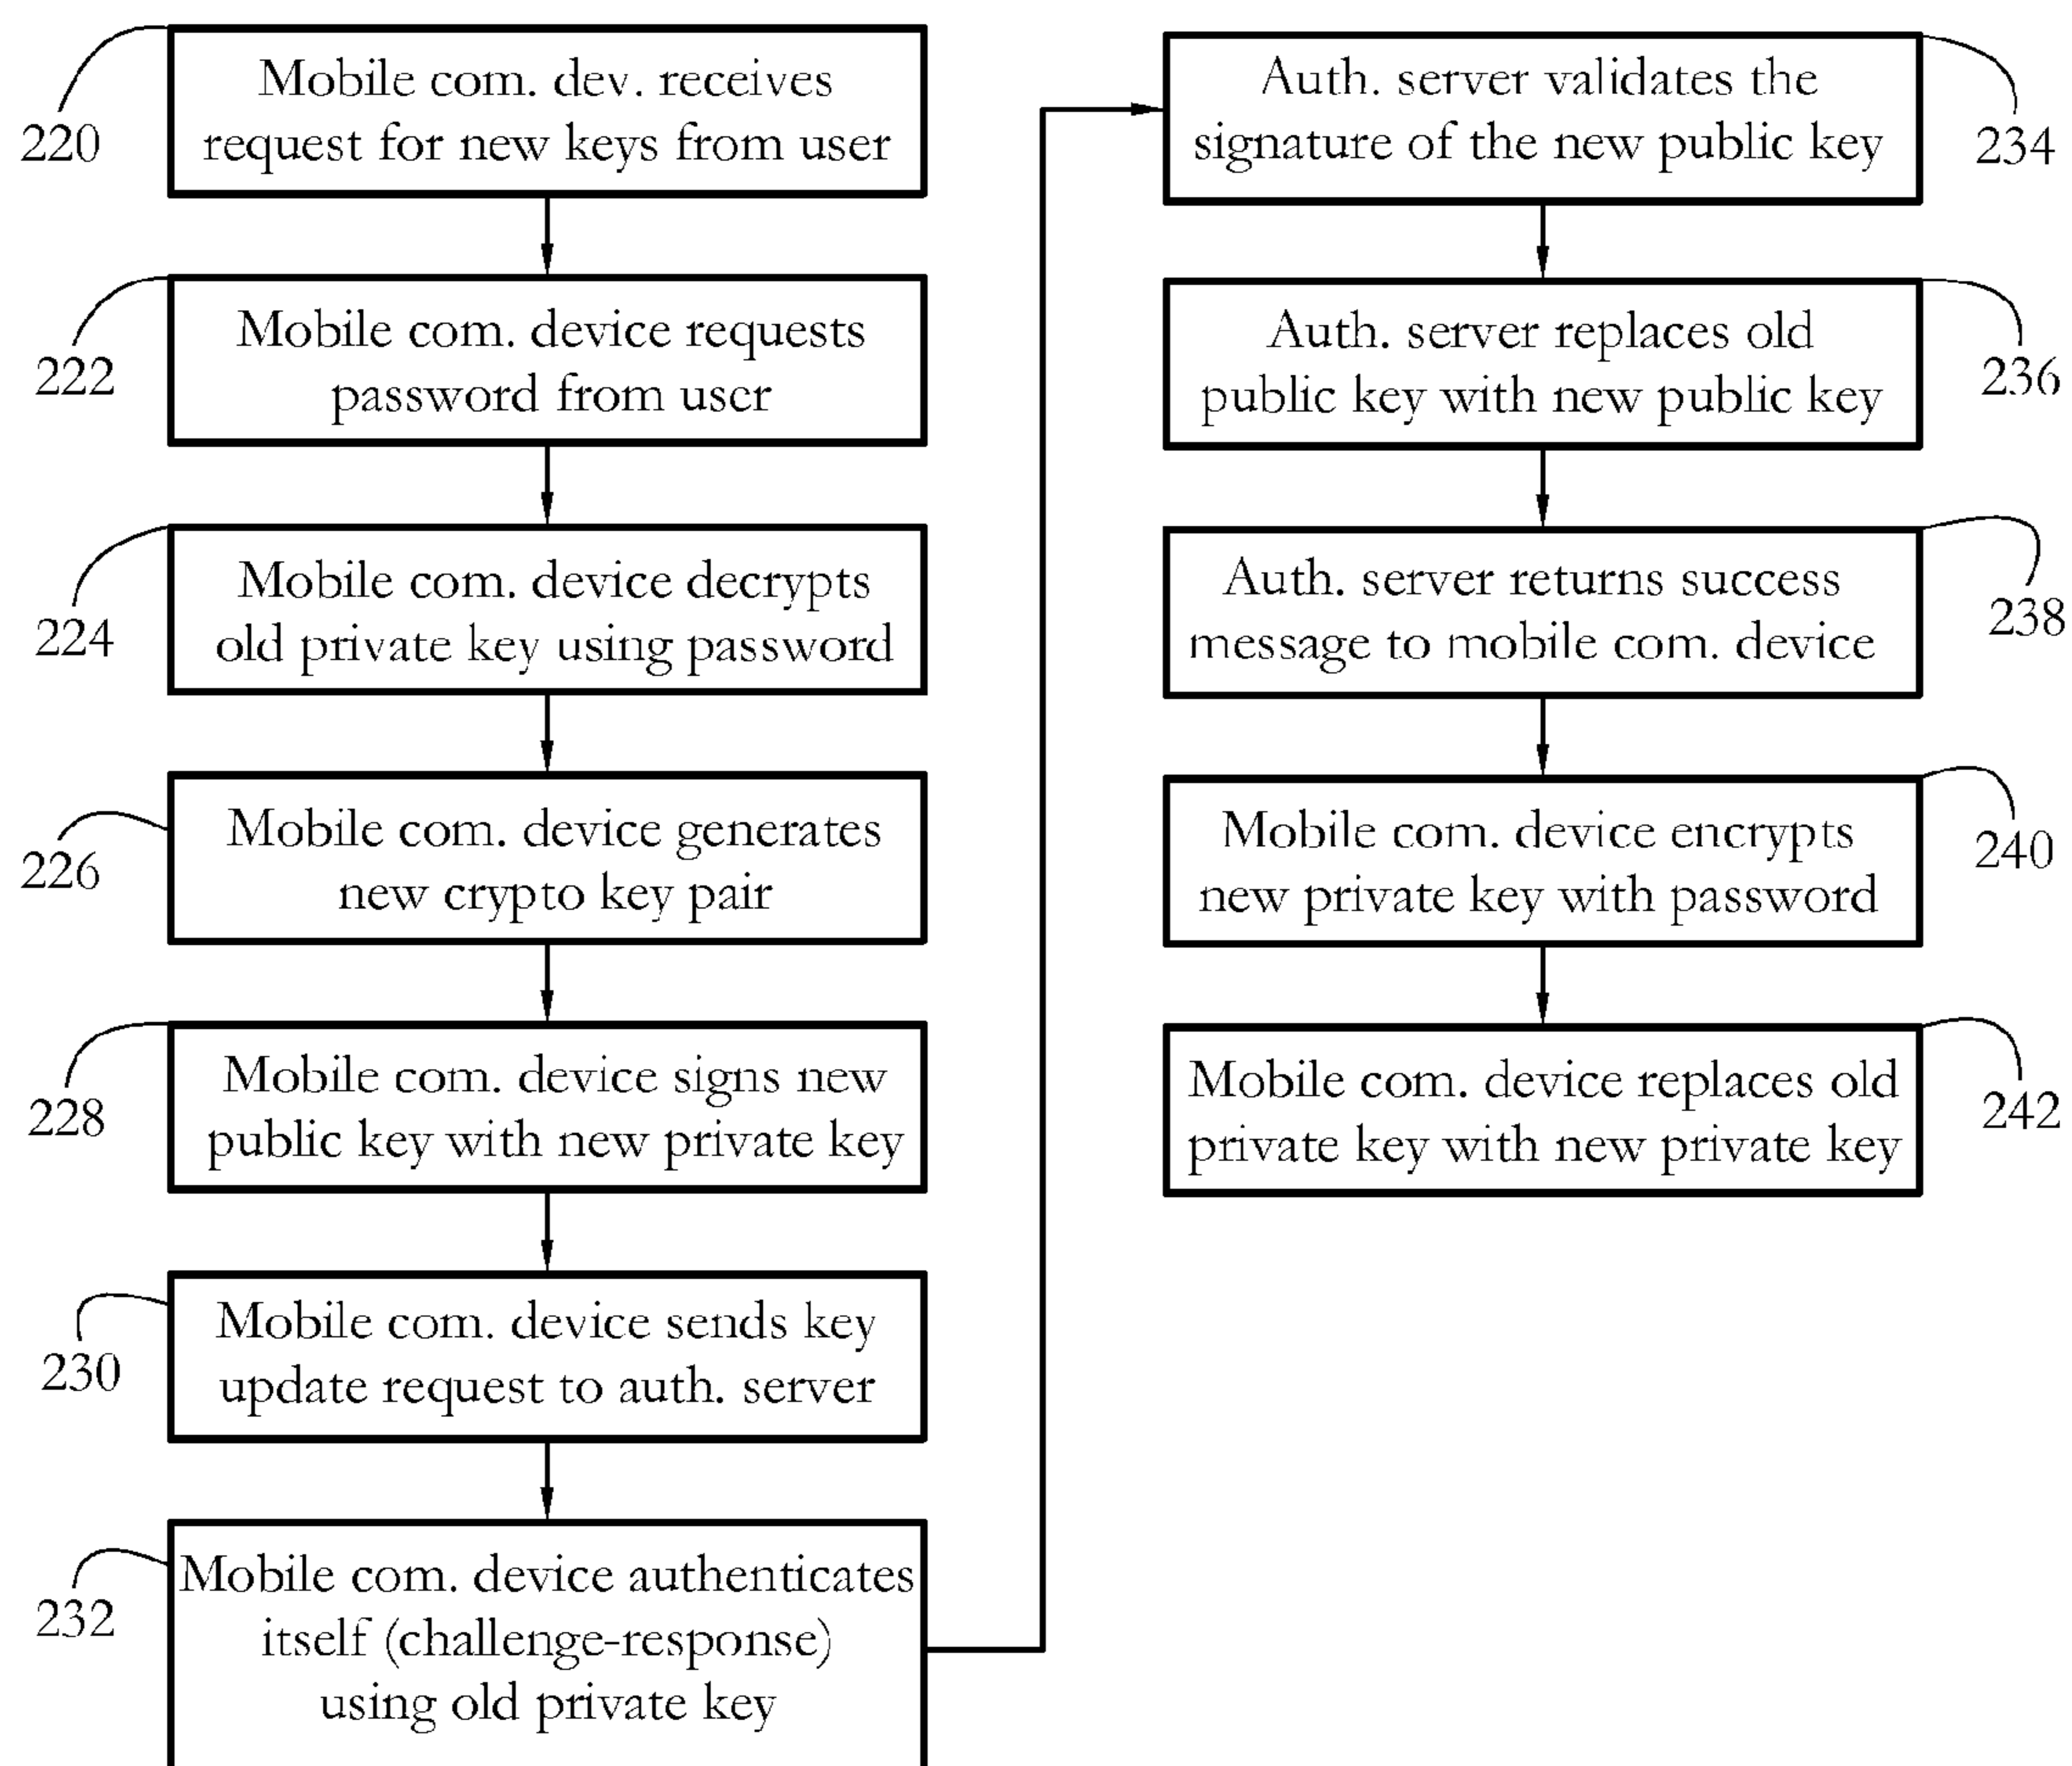 220
Mobile com. dev. receives
request for new keys from user
222
Mobile com. device requests
password from user
224
Mobile com. device decrypts
old private key using password
226
Mobile com. device generates
new crypto key pair
228
Mobile com. device signs new
public key with new private key
230
Mobile com. device sends key
update request to auth. server
232
Mobile com. device authenticates
itself (challenge-response)
using old private key
Auth. server validates the
signature of the new public key
234
Auth. server replaces old
public key with new public key
236
Auth. server returns success
message to mobile com. device
238
Mobile com. device encrypts
new private key with password
240
Mobile com. device replaces old
private key with new private key
242